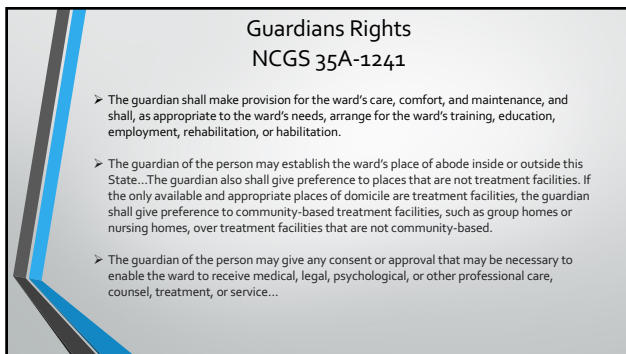 Guardians Rights
NCGS 35A-1241
➢ The guardian shall make provision for the ward's care, comfort, and maintenance, and
shall, as appropriate to the ward's needs, arrange for the ward's training, education,
employment, rehabilitation, or habilitation.
➢ The guardian of the person may establish the ward's place of abode inside or outside this
State...The guardian also shall give preference to places that are not treatment facilities. If
the only available and appropriate places of domicile are treatment facilities, the guardian
shall give preference to community-based treatment facilities, such as group homes or
nursing homes, over treatment facilities that are not community-based.
➢ The guardian of the person may give any consent or approval that may be necessary to
enable the ward to receive medical, legal, psychological, or other professional care,
counsel, treatment, or service...